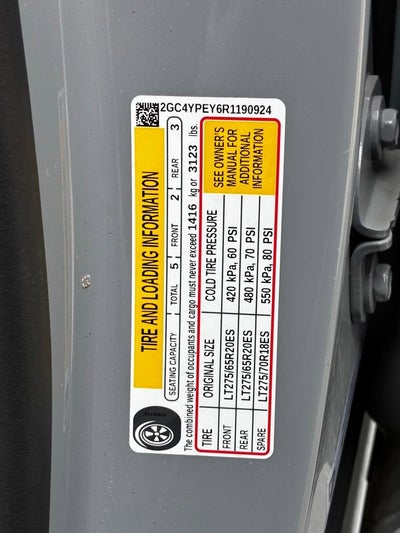 2GC4YPEY6R1190924
TIRE AND LOADING INFORMATION
SEATING CAPACITY TOTAL 5 FRONT 2 REAR 3
The combined weight of occupants and cargo must never exceed 1416 kg or 3123 lbs.
TIRE ORIGINAL SIZE COLD TIRE PRESSURE
FRONT LT275/65R20ES 420 kPa, 60 PSI
REAR LT275/65R20ES 480 kPa, 70 PSI
SPARE LT275/70R18ES 550 kPa, 80 PSI
SEE OWNER'S
MANUAL FOR
ADDITIONAL
INFORMATION